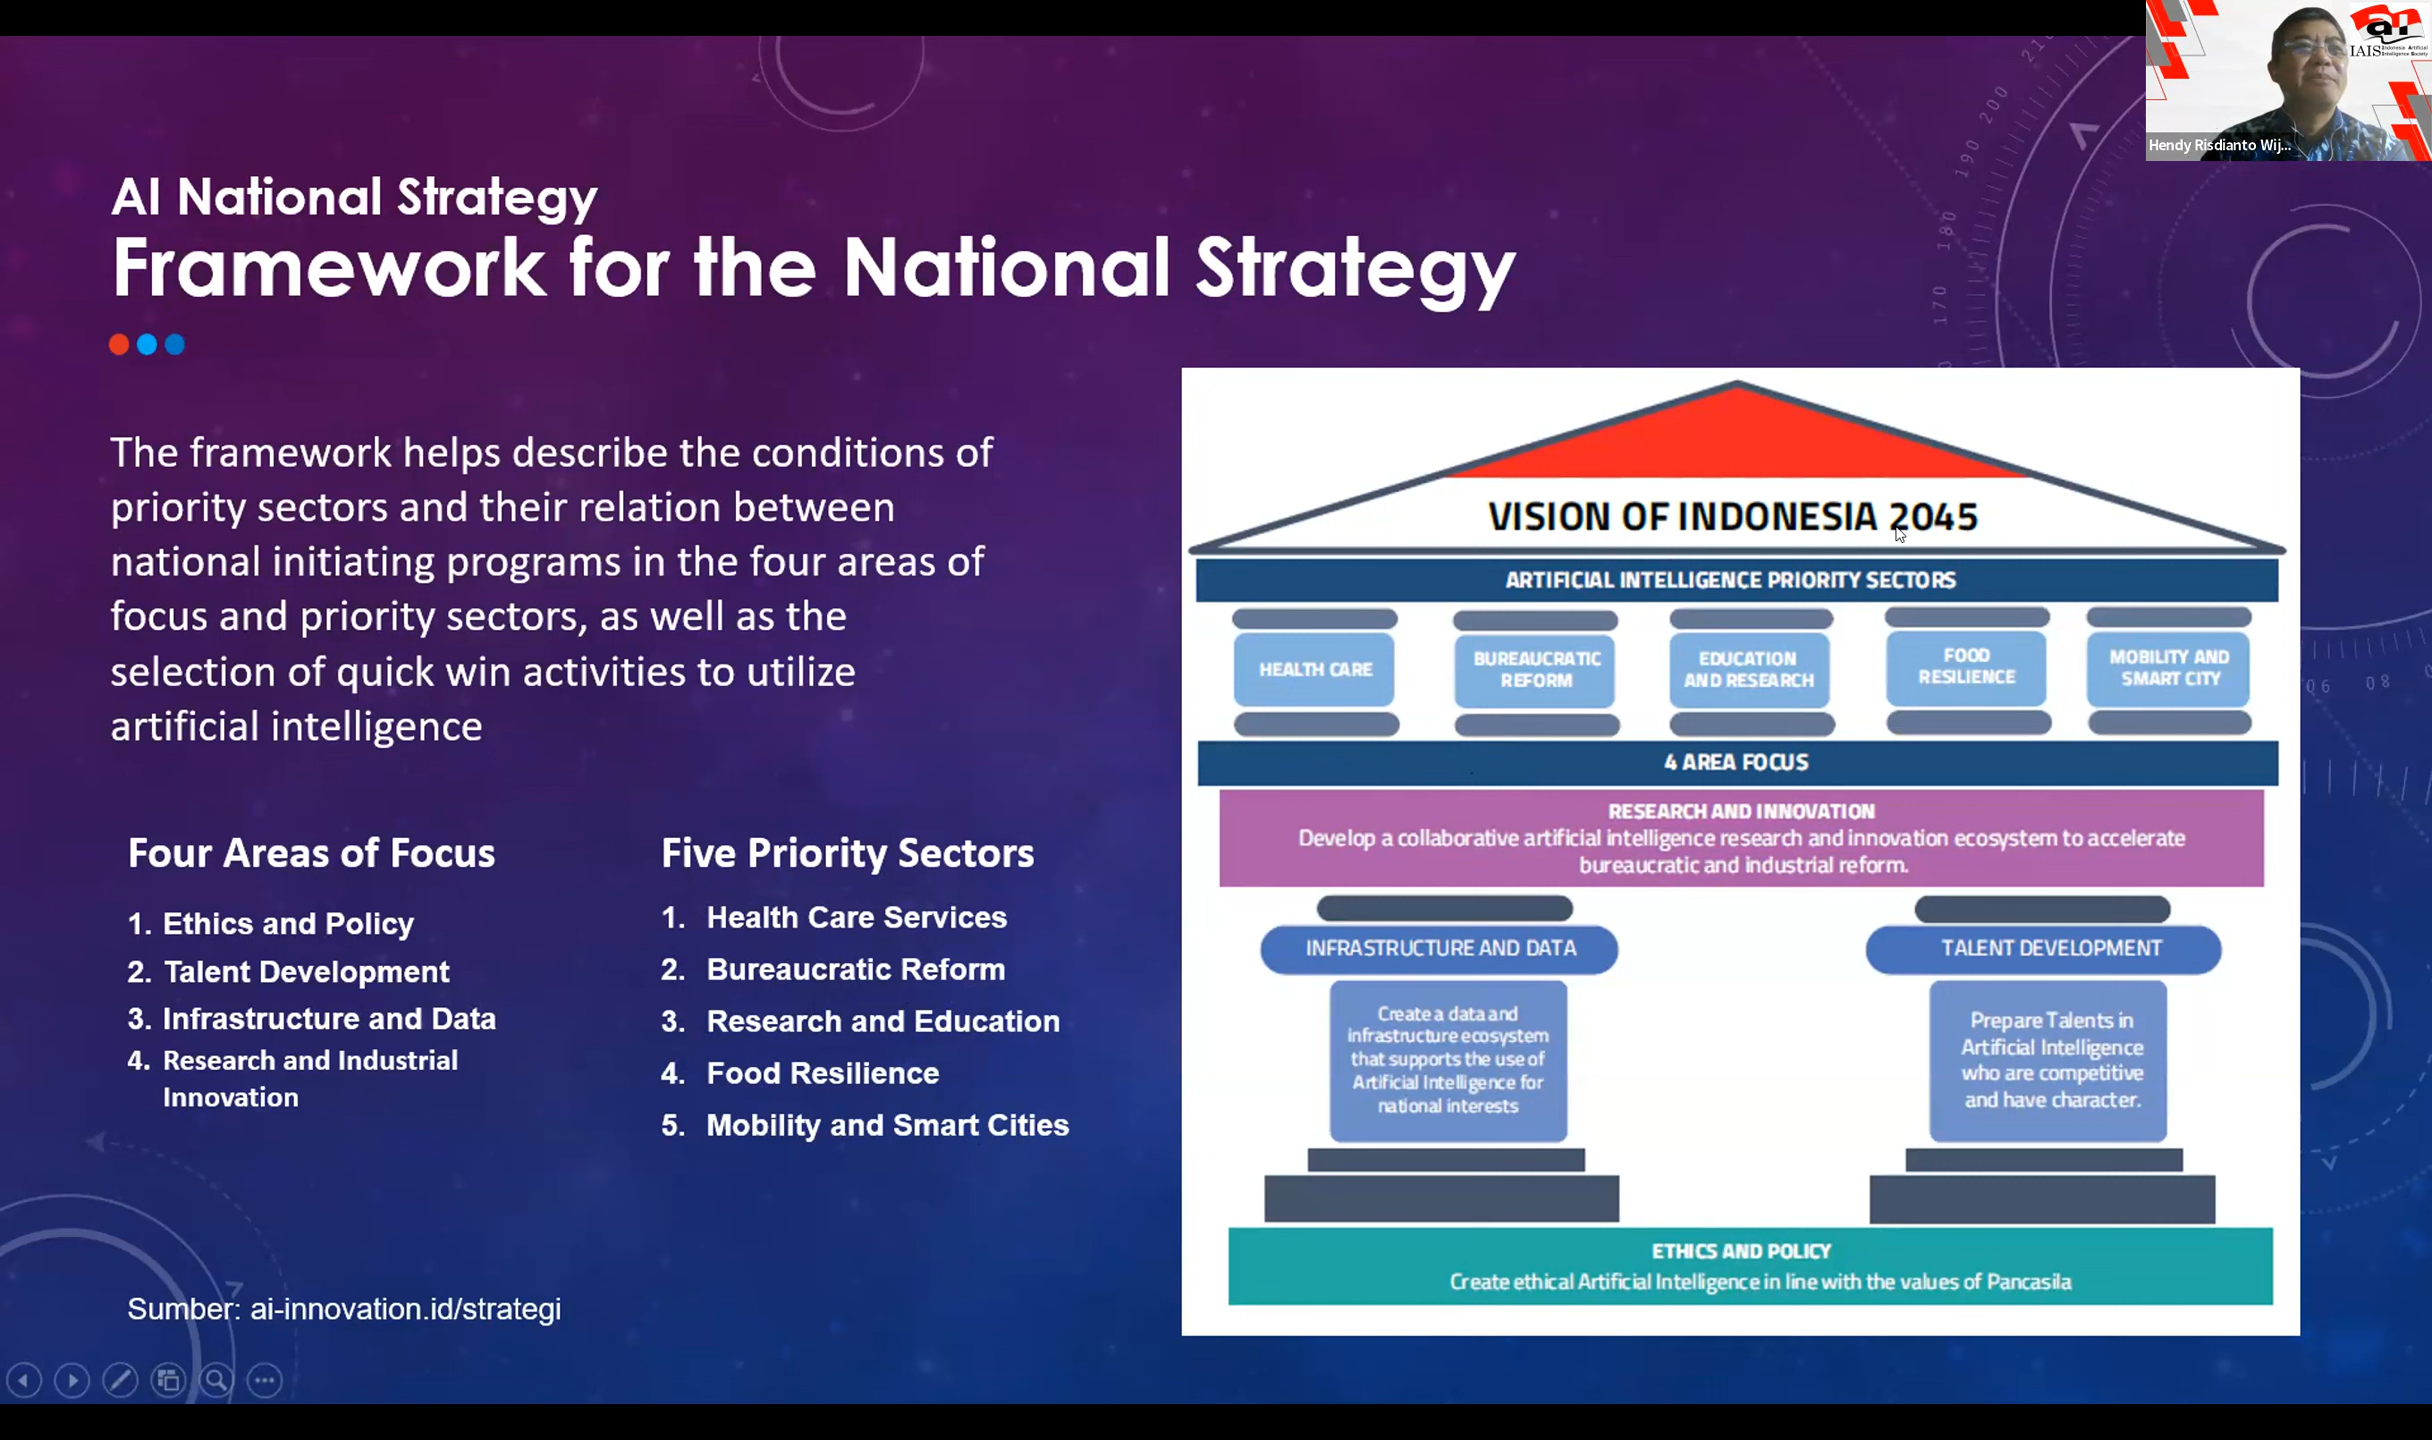 AI National Strategy
Framework for the National Strategy
The framework helps describe the conditions of
priority sectors and their relation between
national initiating programs in the four areas of
focus and priority sectors, as well as the
selection of quick win activities to utilize
artificial intelligence
Four Areas of Focus
1. Ethics and Policy
2. Talent Development
3. Infrastructure and Data
4. Research and Industrial
Innovation
Five Priority Sectors
1. Health Care Services
2. Bureaucratic Reform
3. Research and Education
4. Food Resilience
5. Mobility and Smart Cities
Sumber: ai-innovation.id/strategi
VISION OF INDONESIA 2045
ARTIFICIAL INTELLIGENCE PRIORITY SECTORS
HEALTH CARE
BUREAUCRATIC
REFORM
EDUCATION
AND RESEARCH
FOOD
RESILIENCE
MOBILITY AND
SMART CITY
4 AREA FOCUS
RESEARCH AND INNOVATION
Develop a collaborative artificial intelligence research and innovation ecosystem to accelerate
bureaucratic and industrial reform.
INFRASTRUCTURE AND DATA
Create a data and
infrastructure ecosystem
that supports the use of
Artificial Intelligence for
national interests
TALENT DEVELOPMENT
Prepare Talents in
Artificial Intelligence
who are competitive
and have character.
ETHICS AND POLICY
Create ethical Artificial Intelligence in line with the values of Pancasila
ai
IAIS Indonesia Artificial
Intelligence Society
Hendy Risdianto Wij...
170
180
190
200